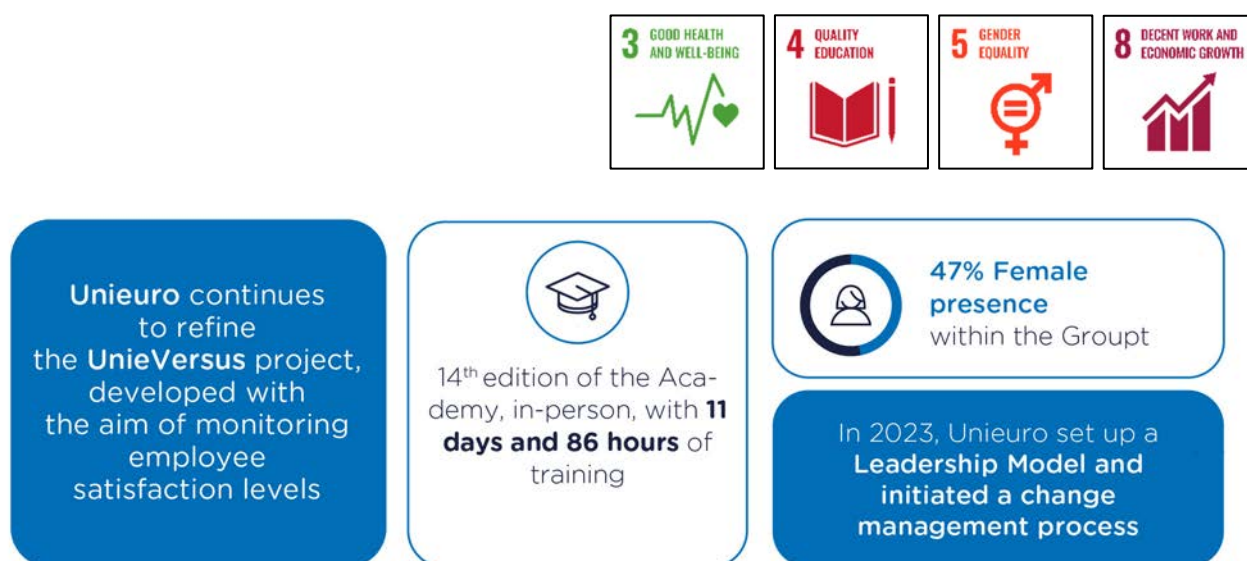 3 GOOD HEALTH
AND WELL-BEING
4 QUALITY
EDUCATION
5 GENDER
EQUALITY
8 DECENT WORK AND
ECONOMIC GROWTH
Unieuro continues
to refine
the UnieVersus project,
developed with
the aim of monitoring
employee
satisfaction levels
14th edition of the Aca-
demy, in-person, with 11
days and 86 hours of
training
47% Female
presence
within the Groupt
In 2023, Unieuro set up a
Leadership Model and
initiated a change
management process